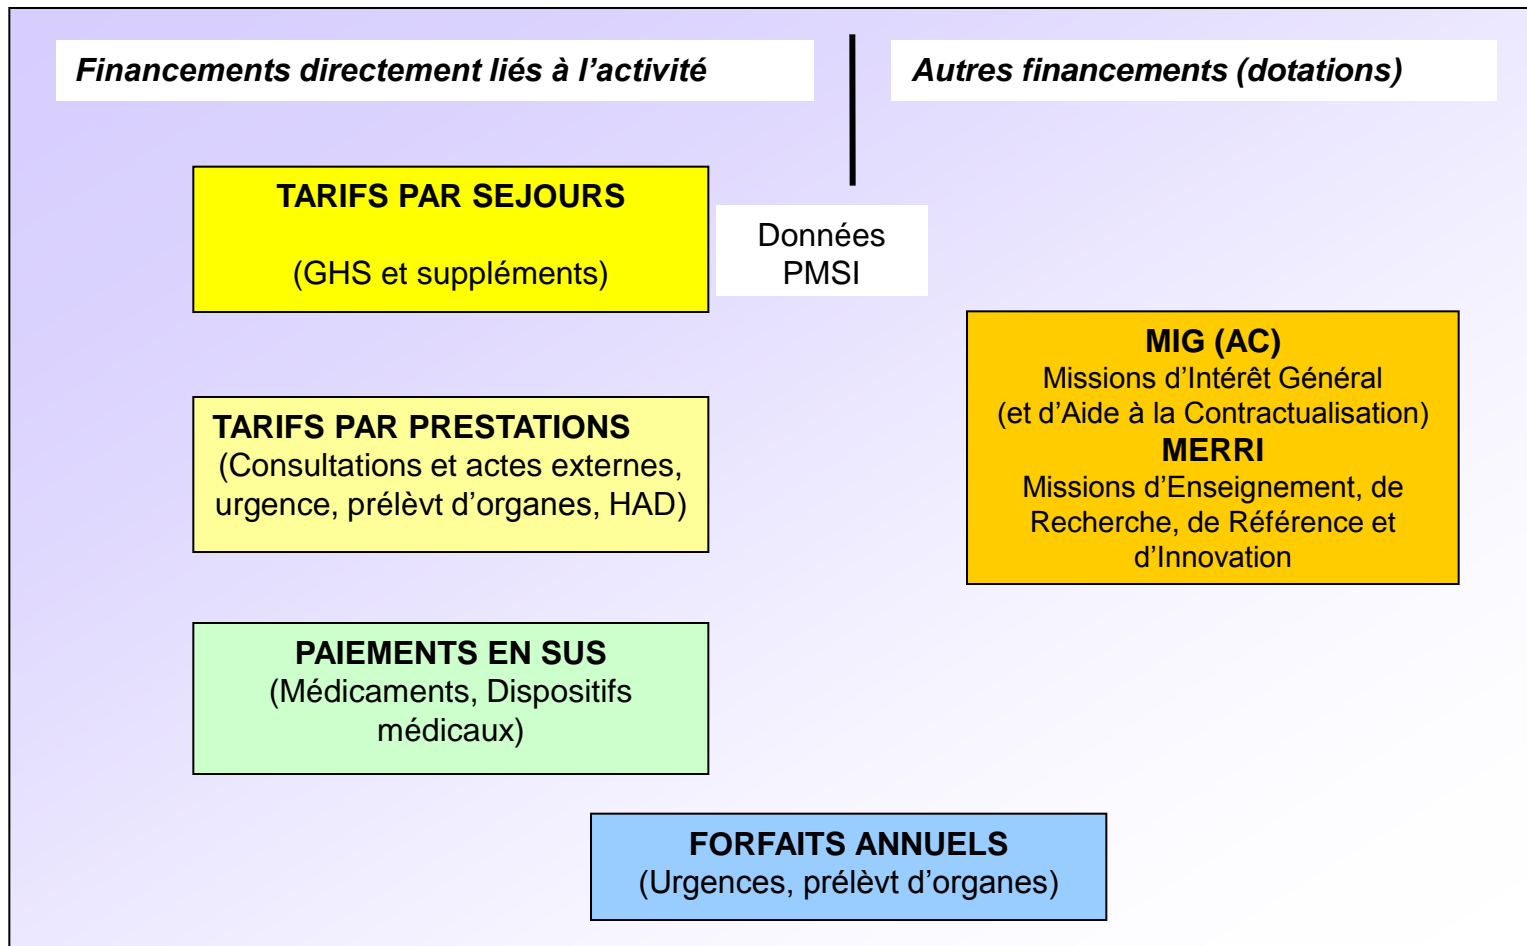 Financements directement liés à l’activité
Autres financements (dotations)
TARIFS PAR SEJOURS
(GHS et suppléments)
Données
PMSI
TARIFS PAR PRESTATIONS
(Consultations et actes externes,
urgence, prélèvt d’organes, HAD)
PAIEMENTS EN SUS
(Médicaments, Dispositifs
médicaux)
MIG (AC)
Missions d’Intérêt Général
(et d’Aide à la Contractualisation)
MERRI
Missions d’Enseignement, de
Recherche, de Référence et
d’Innovation
FORFAITS ANNUELS
(Urgences, prélèvt d’organes)